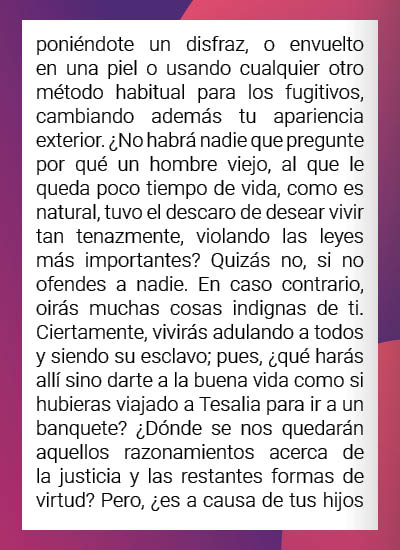 poniéndote un disfraz, o envuelto
en una piel o usando cualquier otro
método habitual para los fugitivos,
cambiando además tu apariencia
exterior. ¿No habrá nadie que pregunte
por qué un hombre viejo, al que le
queda poco tiempo de vida, como es
natural, tuvo el descaro de desear vivir
tan tenazmente, violando las leyes
más importantes? Quizás no, si no
ofendes a nadie. En caso contrario,
oirás muchas cosas indignas de ti.
Ciertamente, vivirás adulando a todos
y siendo su esclavo; pues, ¿qué harás
allí sino darte a la buena vida como si
hubieras viajado a Tesalia para ir a un
banquete? ¿Dónde se nos quedarán
aquellos razonamientos acerca de
la justicia y las restantes formas de
virtud? Pero, ¿es a causa de tus hijos